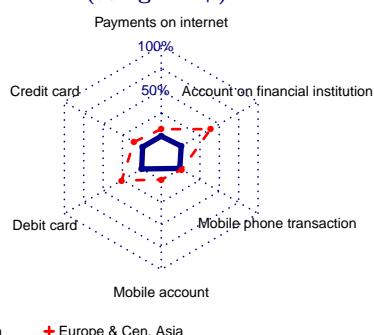 Payments on internet
100%
Credit card
50%
Account on financial institution
Debit card
Mobile phone transaction
Mobile account
Europe & Cen. Asia